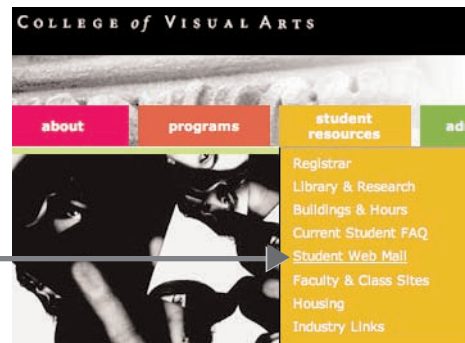 COLLEGE of VISUAL ARTS
about
programs
student
resources
ad
Registrar
Library & Research
Buildings & Hours
Current Student FAQ
Student Web Mail
Faculty & Class Sites
Housing
Industry Links